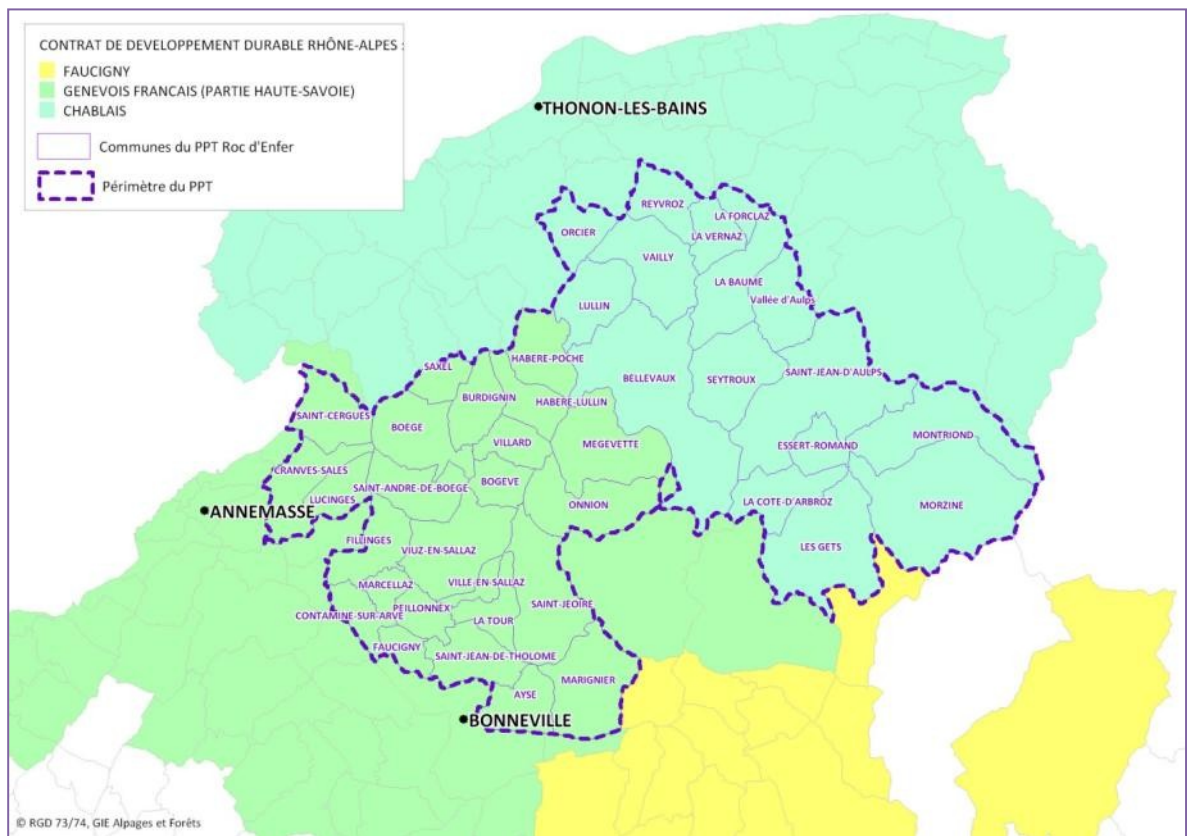 CONTRAT DE DEVELOPPEMENT DURABLE RHÔNE-ALPES :
FAUCIGNY
GENEVOIS FRANCAIS (PARTIE HAUTE-SAVOIE)
CHABLAIS
Communes du PPT Roc d'Enfer
Périmètre du PPT
THONON-LES-BAINS
REYVROZ
LA FORCLAZ
ORCIER
LA VERNAZ
VAILLY
LA BAUME
Vallée d'Aulps
LULLIN
HABERE-POCHE
SAXEL
BELLEVAUX
SEYTROUX
SAINT-JEAN-D'AULPS
BURDIGNIN
HABERE-LULLIN
SAINT-CERGUES
BOEGE
VILLARD
MEGEVETTE
ESSERT-ROMAND
MONTRIOND
CRANVES-SALES
SAINT-ANDRE-DE-BOEGE
BOGEVE
LUCINGES
ONNION
LA COTE-D'ARBROZ
MORZINE
ANNEMASSE
FILLINGES
LES GETS
VIUZ-EN-SALLAZ
MARCELLAZ
VILLE-EN-SALLAZ
PEILLONNEX
SAINT-JEOIRE
CONTAMINE-SUR-ARVE
LA TOUR
FAUCIGNY
SAINT-JEAN-DE-THOLOME
MARIGNIER
AYSE
BONNEVILLE
© RGD 73/74, GIE Alpages et Forêts